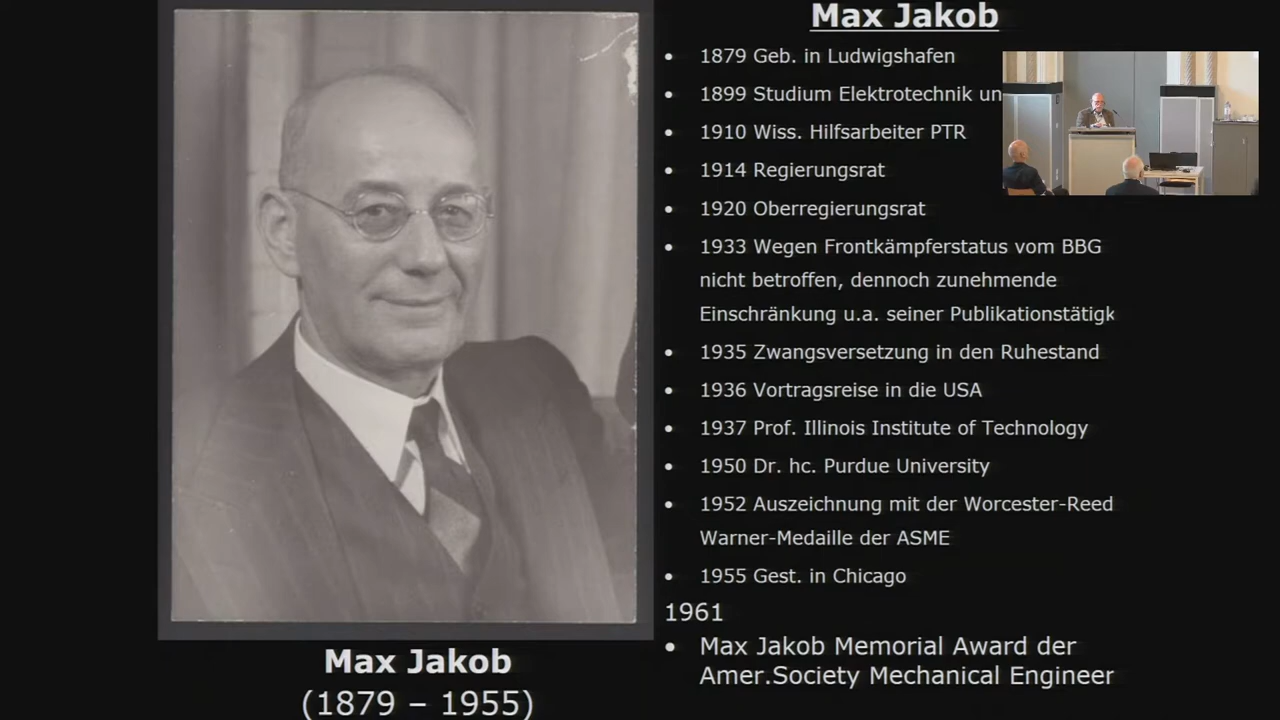 Max Jakob
1879 Geb. in Ludwigshafen
1899 Studium Elektrotechnik un
1910 Wiss. Hilfsarbeiter PTR
1914 Regierungsrat
1920 Oberregierungsrat
1933 Wegen Frontkämpferstatus vom BBG
nicht betroffen, dennoch zunehmende
Einschränkung u.a. seiner Publikationstätigk
1935 Zwangsversetzung in den Ruhestand
1936 Vortragsreise in die USA
1937 Prof. Illinois Institute of Technology
1950 Dr. hc. Purdue University
1952 Auszeichnung mit der Worcester-Reed
Warner-Medaille der ASME
1955 Gest. in Chicago
1961
Max Jakob Memorial Award der
Amer.Society Mechanical Engineer
Max Jakob
(1879 – 1955)